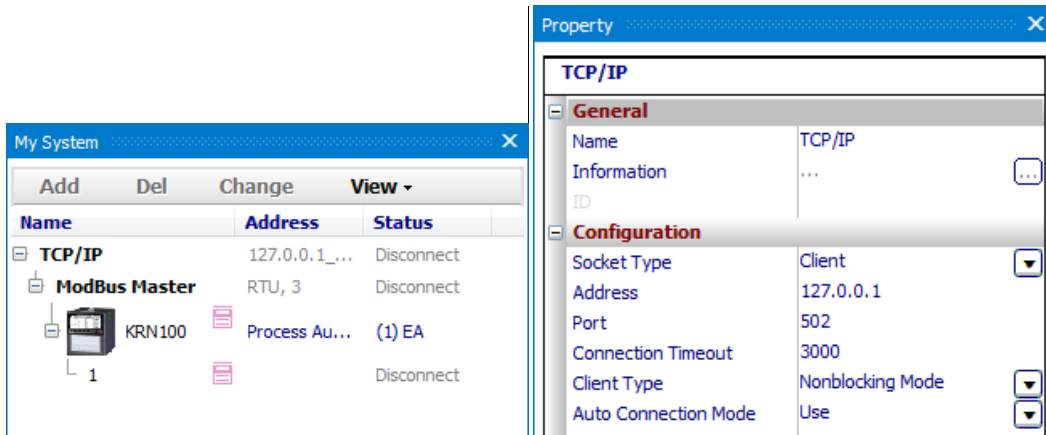 My System
Add Del Change View
Name Address Status
TCP/IP 127.0.0.1_... Disconnect
ModBus Master RTU, 3 Disconnect
KRN100 Process Au... (1) EA
1 Disconnect
Property
TCP/IP
General
Name TCP/IP
Information ... ...
ID
Configuration
Socket Type Client
Address 127.0.0.1
Port 502
Connection Timeout 3000
Client Type Nonblocking Mode
Auto Connection Mode Use